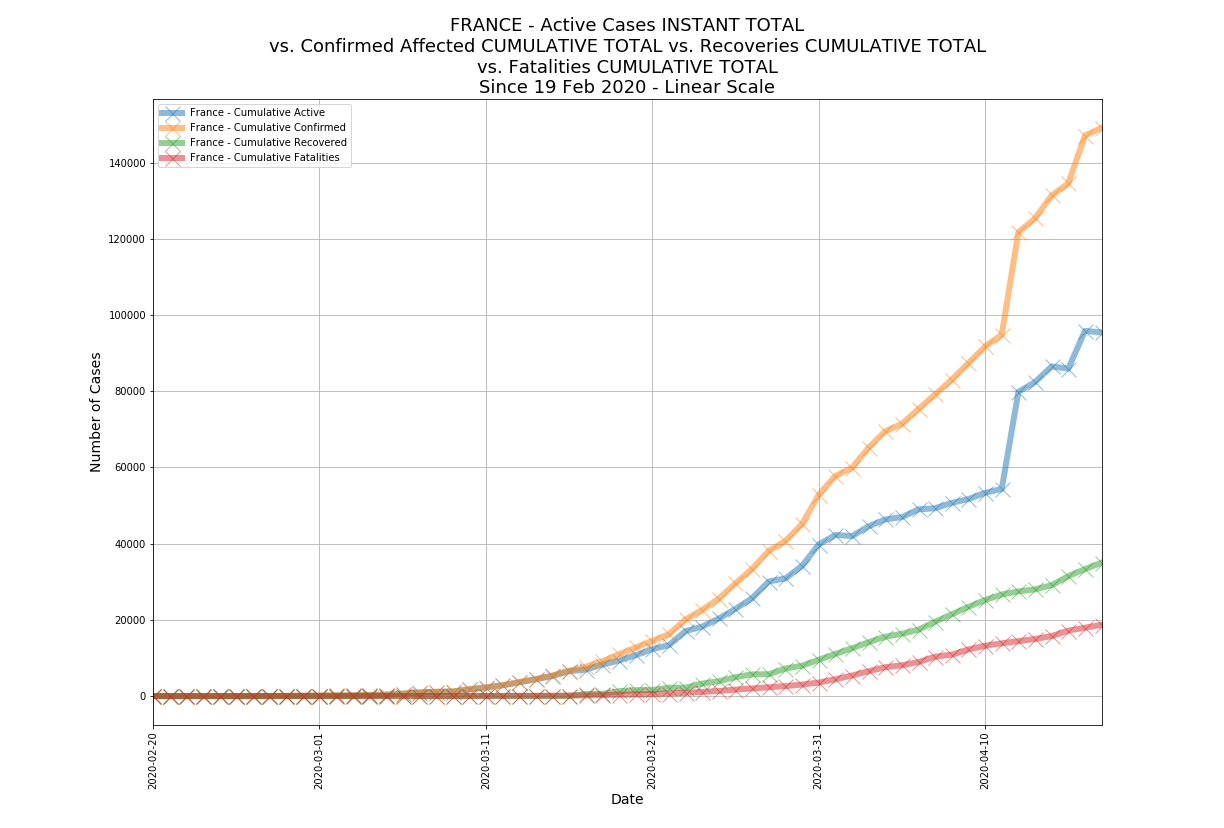 FRANCE - Active Cases INSTANT TOTAL
vs. Confirmed Affected CUMULATIVE TOTAL vs. Recoveries CUMULATIVE TOTAL
vs. Fatalities CUMULATIVE TOTAL
Since 19 Feb 2020 - Linear Scale
France - Cumulative Active
France - Cumulative Confirmed
France - Cumulative Recovered
France - Cumulative Fatalities
140000
120000
100000
80000
60000
40000
20000
0
Number of Cases
2020-02-20
2020-03-01
2020-03-11
2020-03-21
2020-03-31
2020-04-10
Date